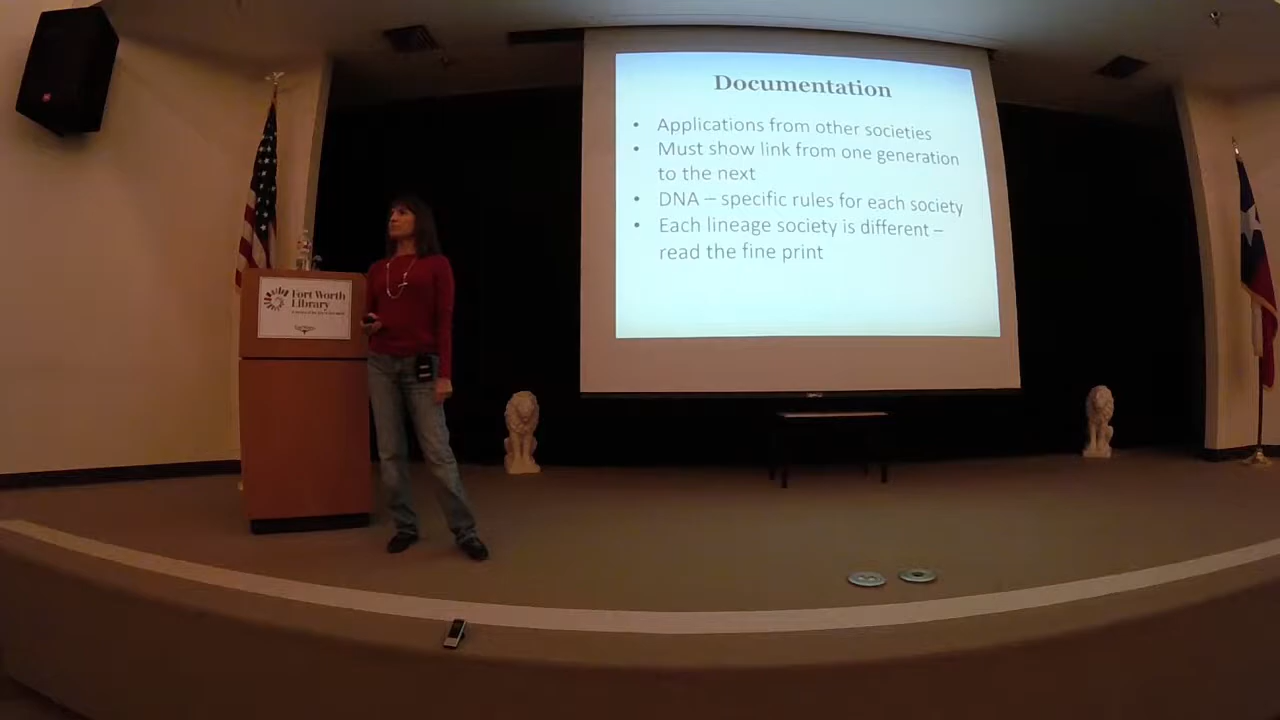 Documentation
• Applications from other societies
• Must show link from one generation
to the next
• DNA – specific rules for each society
• Each lineage society is different –
read the fine print
Fort Worth
Library